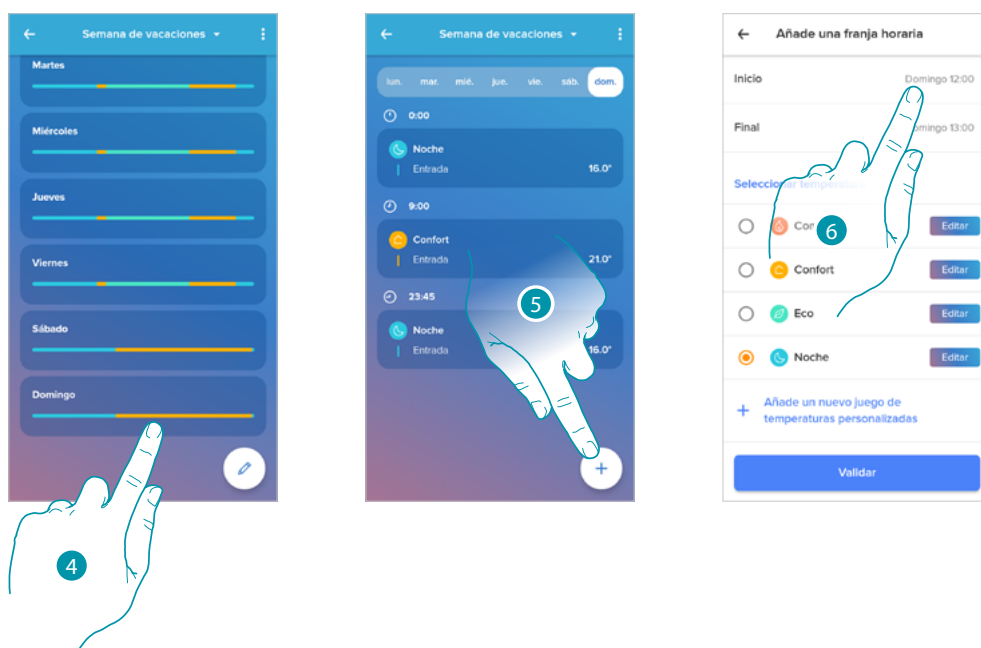 Semana de vacaciones
Martes
Miércoles
Jueves
Viernes
Sábado
Domingo
4
Semana de vacaciones
lun. mar. mié. jue. vie. sáb. dom.
0:00
Noche
Entrada 16.0°
9:00
Confort
Entrada 21.0°
23:45
Noche
Entrada 16.0°
5
+
Añade una franja horaria
Inicio Domingo 12:00
Final 13:00
Seleccionar
6 Editar
Confort Editar
Eco Editar
Noche Editar
+ Añade un nuevo juego de
temperaturas personalizadas
Validar